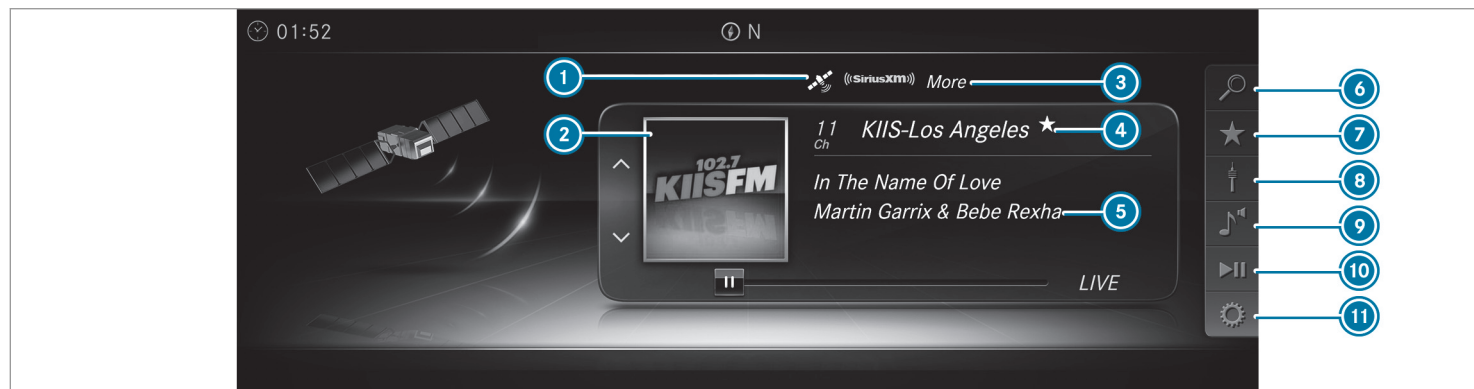 01:52
N
1
((SiriusXM)) More
3
2
11
Ch
KIIS-Los Angeles
4
102.7
KIISFM
In The Name Of Love
Martin Garrix & Bebe Rexha
5
LIVE
6
7
8
9
10
11